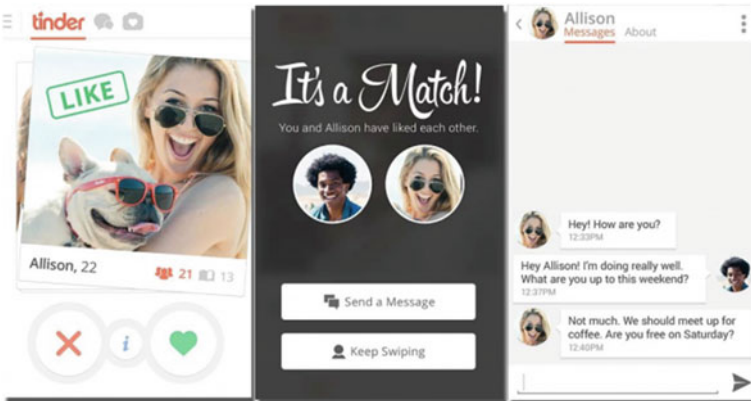 tinder
LIKE
Allison, 22
21
13
i
It's a Match!
You and Allison have liked each other.
Send a Message
Keep Swiping
Allison
Messages About
Hey! How are you?
12:33PM
Hey Allison! I'm doing really well.
What are you up to this weekend?
12:37PM
Not much. We should meet up for
coffee. Are you free on Saturday?
12:40PM